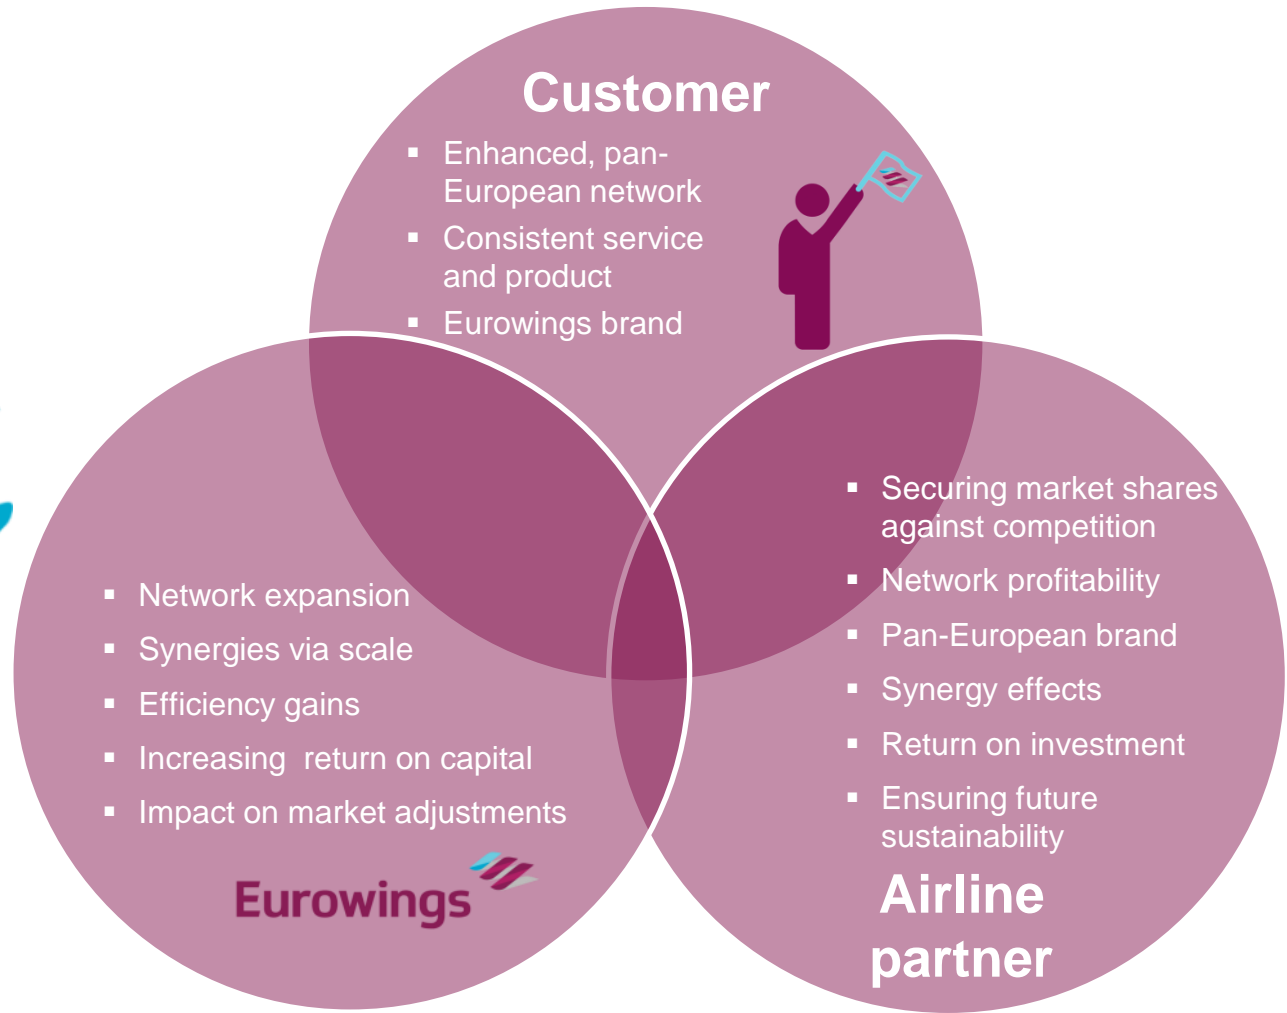 Customer
▪ Enhanced, pan-
European network
▪ Consistent service
and product
▪ Eurowings brand
▪ Network expansion
▪ Synergies via scale
▪ Efficiency gains
▪ Increasing  return on capital
▪ Impact on market adjustments
Eurowings
▪ Securing market shares
against competition
▪ Network profitability
▪ Pan-European brand
▪ Synergy effects
▪ Return on investment
▪ Ensuring future
sustainability
Airline
partner